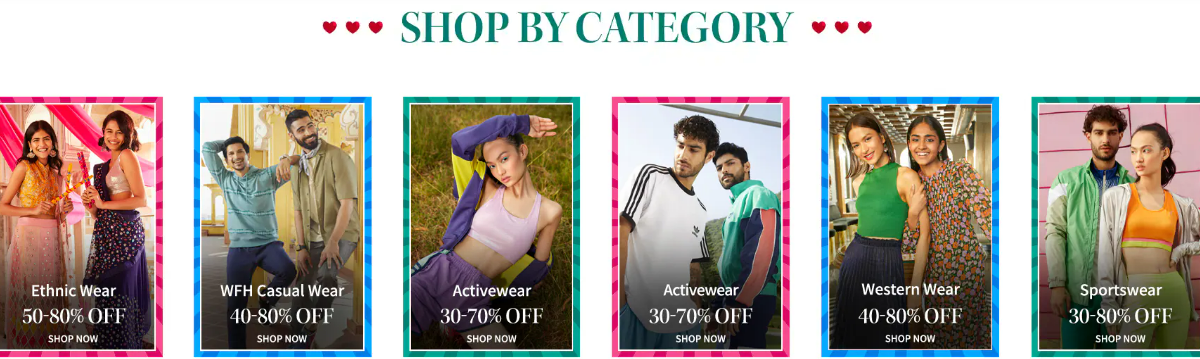 SHOP BY CATEGORY
Ethnic Wear
50-80% OFF
SHOP NOW
WFH Casual Wear
40-80% OFF
SHOP NOW
Activewear
30-70% OFF
SHOP NOW
Activewear
30-70% OFF
SHOP NOW
Western Wear
40-80% OFF
SHOP NOW
Sportswear
30-80% OFF
SHOP NOW